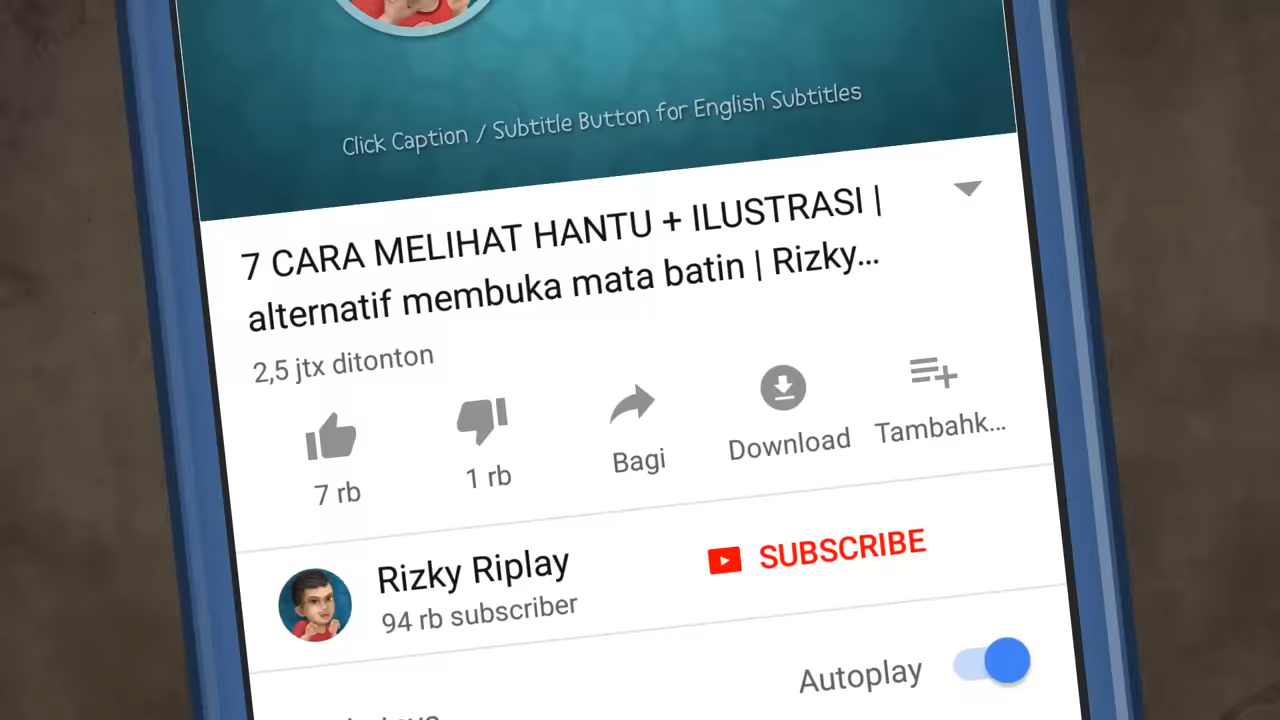 Click Caption / Subtitle Button for English Subtitles
7 CARA MELIHAT HANTU + ILUSTRASI |
alternatif membuka mata batin | Rizky...
2,5 jtx ditonton
7 rb
1 rb
Bagi
Download
Tambahk...
Rizky Riplay
SUBSCRIBE
94 rb subscriber
Autoplay